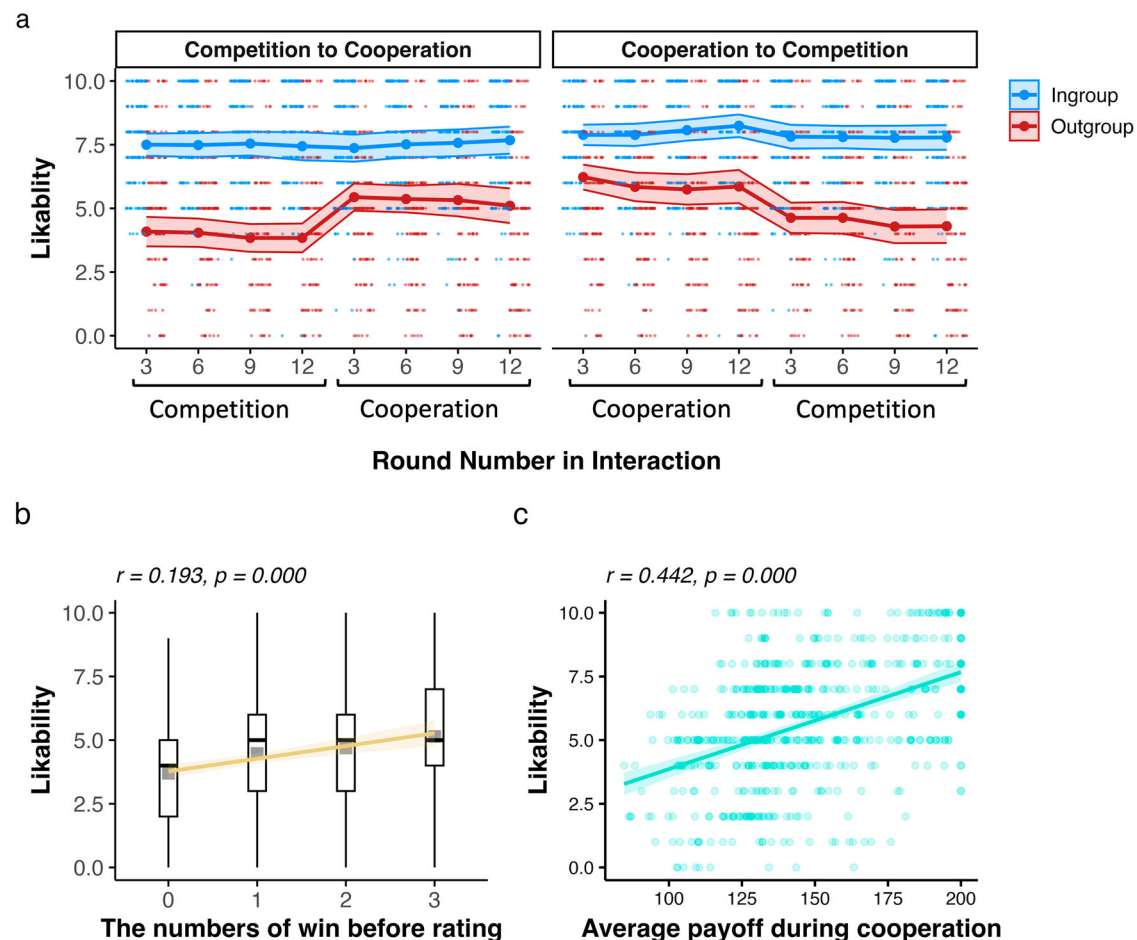 a
Competition to Cooperation
Cooperation to Competition
Likablity
10.0
7.5
5.0
2.5
0.0
3 6 9 12 3 6 9 12
3 6 9 12 3 6 9 12
Competition
Cooperation
Cooperation
Competition
Round Number in Interaction
Ingroup
Outgroup
b
r = 0.193, p = 0.000
Likability
10.0
7.5
5.0
2.5
0.0
0 1 2 3
The numbers of win before rating
c
r = 0.442, p = 0.000
Likability
10.0
7.5
5.0
2.5
0.0
100 125 150 175 200
Average payoff during cooperation